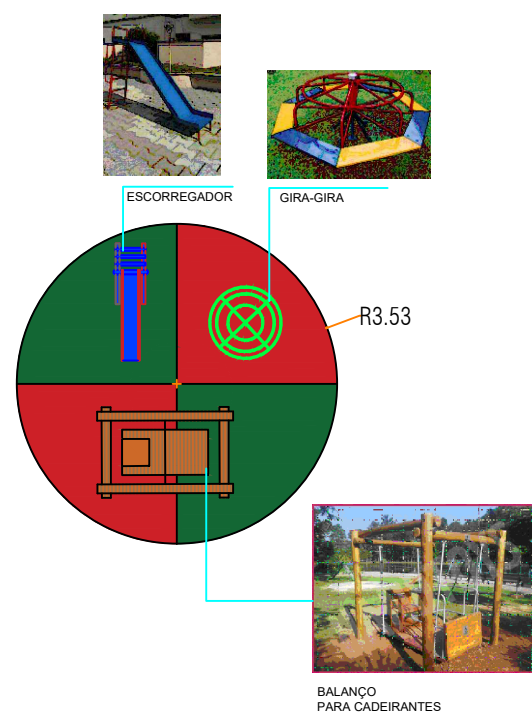 ESCORREGADOR
GIRA-GIRA
R3.53
BALANÇO
PARA CADEIRANTES